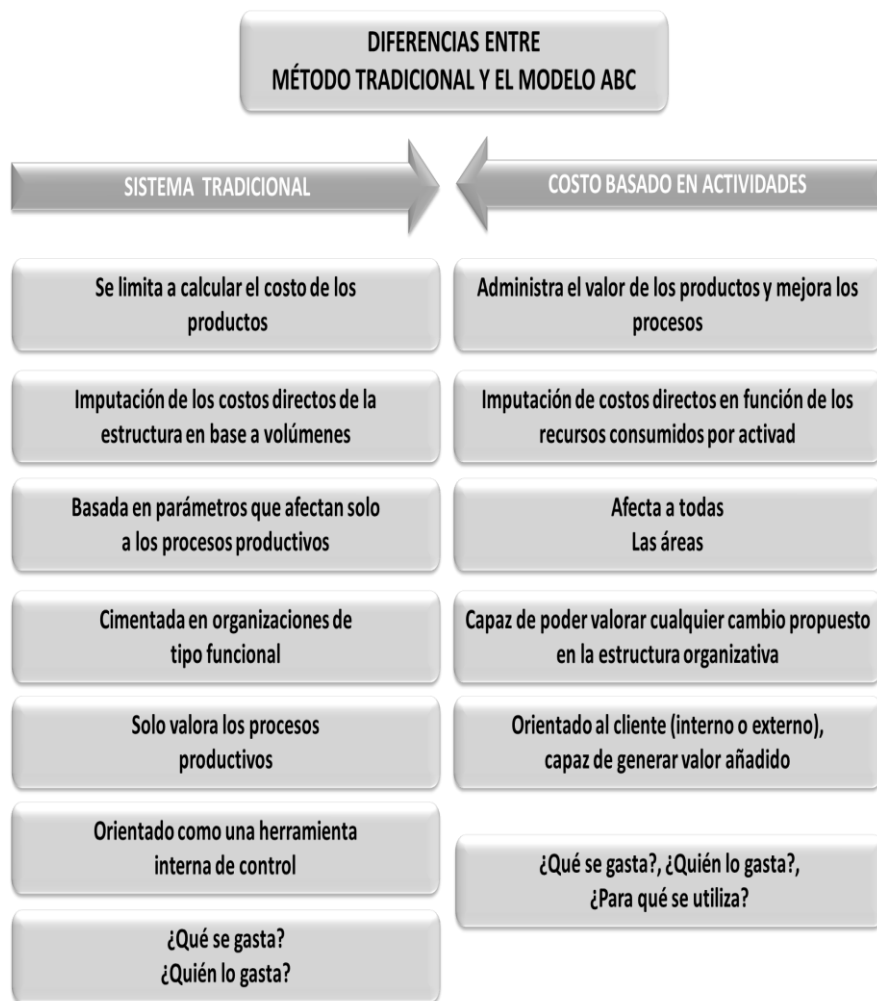 DIFERENCIAS ENTRE
MÉTODO TRADICIONAL Y EL MODELO ABC
SISTEMA TRADICIONAL
COSTO BASADO EN ACTIVIDADES
Se limita a calcular el costo de los
productos
Administra el valor de los productos y mejora los
procesos
Imputación de los costos directos de la
estructura en base a volúmenes
Imputación de costos directos en función de los
recursos consumidos por activad
Basada en parámetros que afectan solo
a los procesos productivos
Afecta a todas
Las áreas
Cimentada en organizaciones de
tipo funcional
Capaz de poder valorar cualquier cambio propuesto
en la estructura organizativa
Solo valora los procesos
productivos
Orientado al cliente (interno o externo),
capaz de generar valor añadido
Orientado como una herramienta
interna de control
¿Qué se gasta?, ¿Quién lo gasta?,
¿Para qué se utiliza?
¿Qué se gasta?
¿Quién lo gasta?